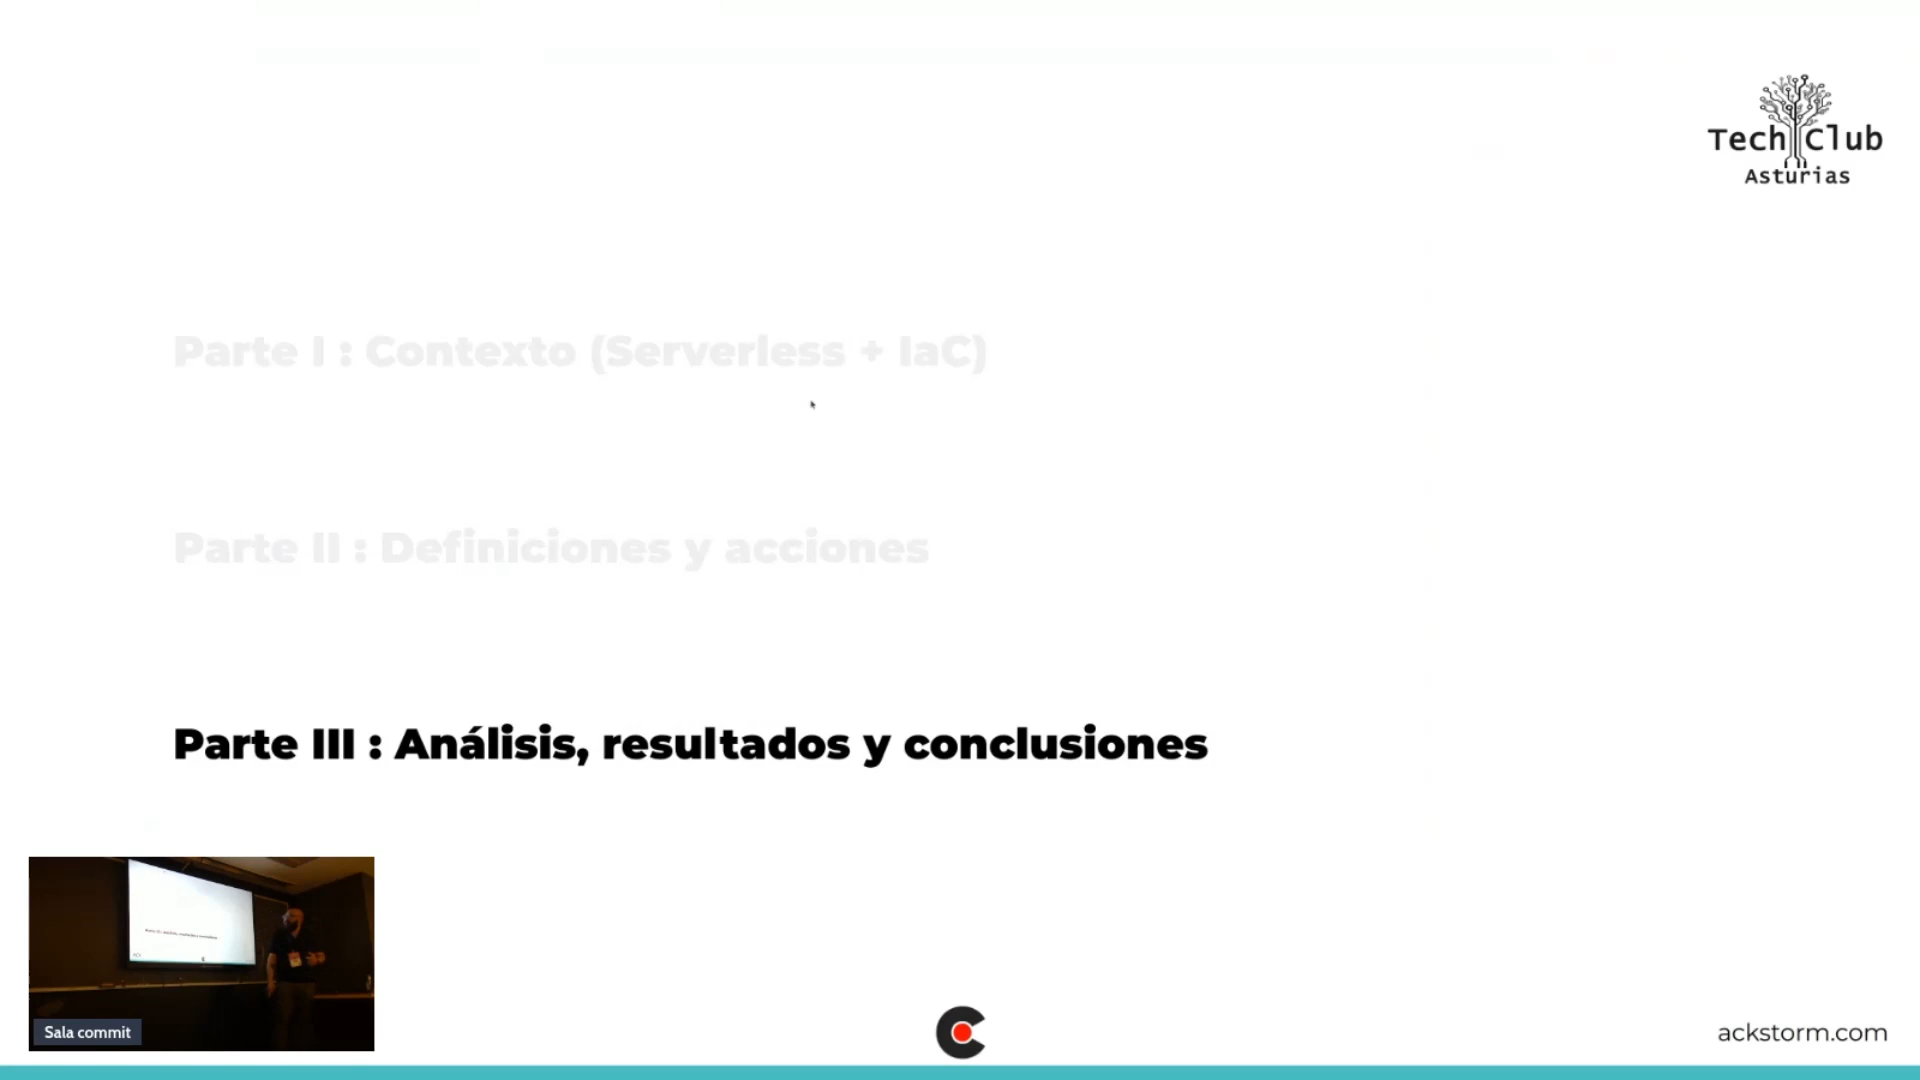 Tech Club
Asturias
Parte I : Contexto (Serverless + IaC)
Parte II : Definiciones y acciones
Parte III : Análisis, resultados y conclusiones
Sala commit
ackstorm.com